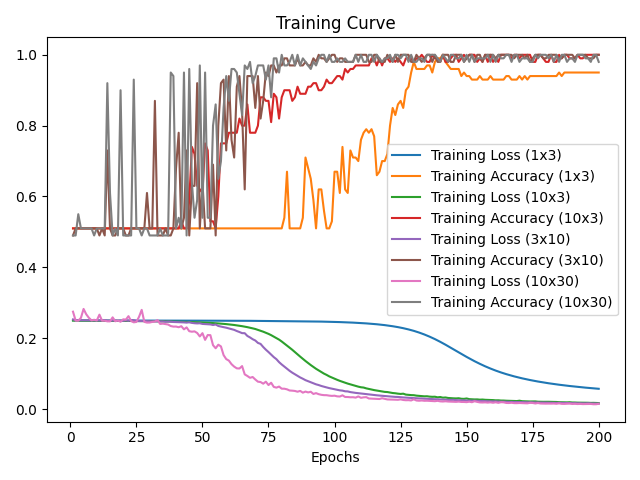 Training Curve
1.0
0.8
0.6
0.4
0.2
0.0
Training Loss (1x3)
Training Accuracy (1x3)
Training Loss (10x3)
Training Accuracy (10x3)
Training Loss (3x10)
Training Accuracy (3x10)
Training Loss (10x30)
Training Accuracy (10x30)
0 25 50 75 100 125 150 175 200
Epochs